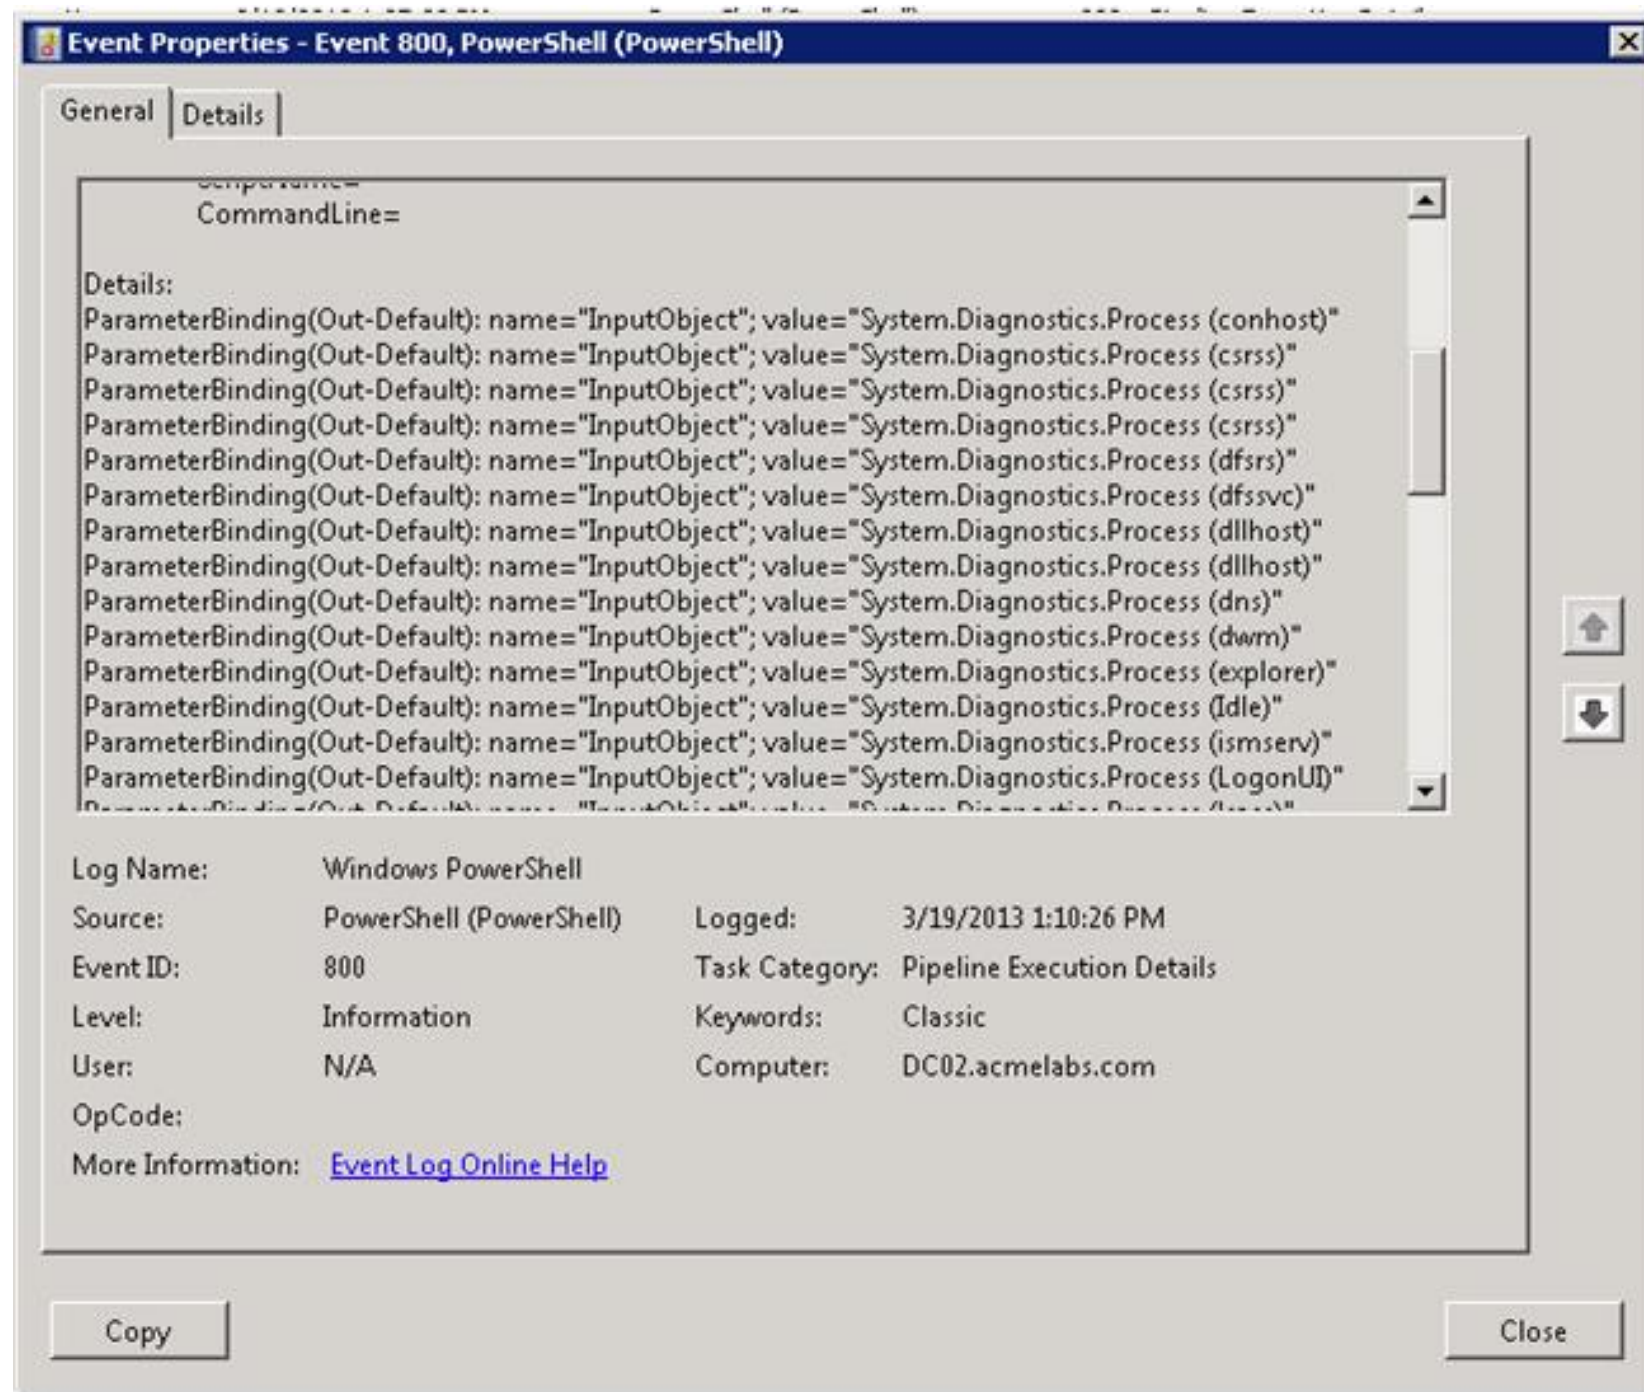 Event Properties - Event 800, PowerShell (PowerShell)
General Details
CommandLine=
Details:
ParameterBinding(Out-Default): name="InputObject"; value="System.Diagnostics.Process (conhost)"
ParameterBinding(Out-Default): name="InputObject"; value="System.Diagnostics.Process (csrss)"
ParameterBinding(Out-Default): name="InputObject"; value="System.Diagnostics.Process (csrss)"
ParameterBinding(Out-Default): name="InputObject"; value="System.Diagnostics.Process (csrss)"
ParameterBinding(Out-Default): name="InputObject"; value="System.Diagnostics.Process (dfsrs)"
ParameterBinding(Out-Default): name="InputObject"; value="System.Diagnostics.Process (dfssvc)"
ParameterBinding(Out-Default): name="InputObject"; value="System.Diagnostics.Process (dllhost)"
ParameterBinding(Out-Default): name="InputObject"; value="System.Diagnostics.Process (dllhost)"
ParameterBinding(Out-Default): name="InputObject"; value="System.Diagnostics.Process (dns)"
ParameterBinding(Out-Default): name="InputObject"; value="System.Diagnostics.Process (dwm)"
ParameterBinding(Out-Default): name="InputObject"; value="System.Diagnostics.Process (explorer)"
ParameterBinding(Out-Default): name="InputObject"; value="System.Diagnostics.Process (Idle)"
ParameterBinding(Out-Default): name="InputObject"; value="System.Diagnostics.Process (ismserv)"
ParameterBinding(Out-Default): name="InputObject"; value="System.Diagnostics.Process (LogonUI)"
Log Name: Windows PowerShell
Source: PowerShell (PowerShell) Logged: 3/19/2013 1:10:26 PM
Event ID: 800 Task Category: Pipeline Execution Details
Level: Information Keywords: Classic
User: N/A Computer: DC02.acmelabs.com
OpCode:
More Information: Event Log Online Help
Copy Close